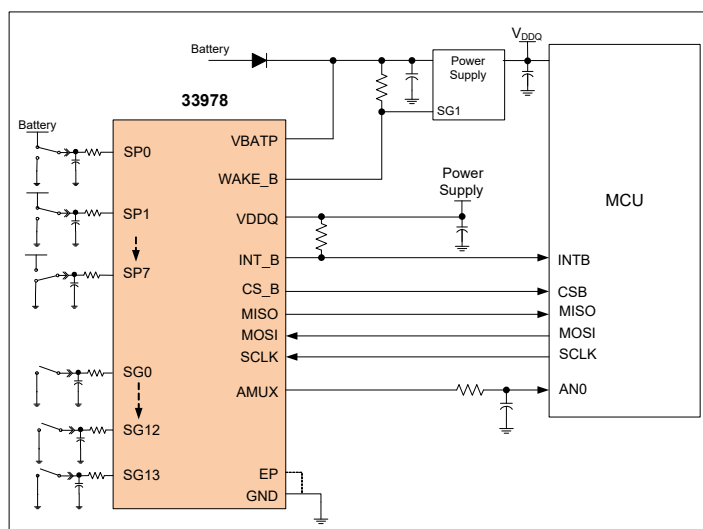 Battery
V_DDQ
Power
Supply
SG1
33978
Battery
VBATP
SP0
WAKE_B
Power
Supply
MCU
SP1
VDDQ
SP7
INT_B
INTB
CS_B
CSB
MISO
MISO
MOSI
MOSI
SCLK
SCLK
SG0
AMUX
AN0
SG12
SG13
EP
GND